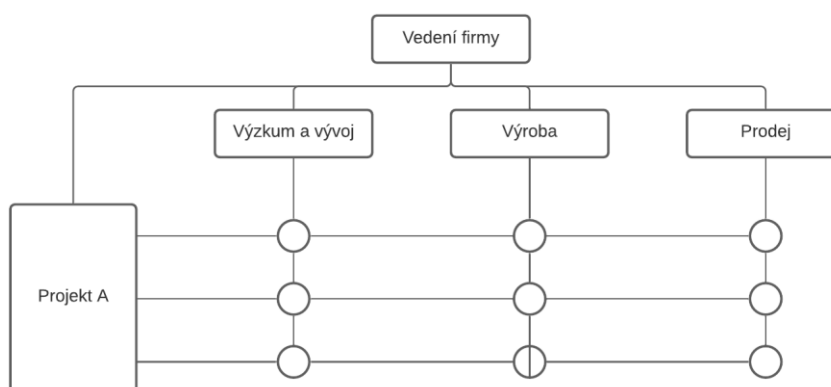 Vedení firmy
Výzkum a vývoj
Výroba
Prodej
Projekt A